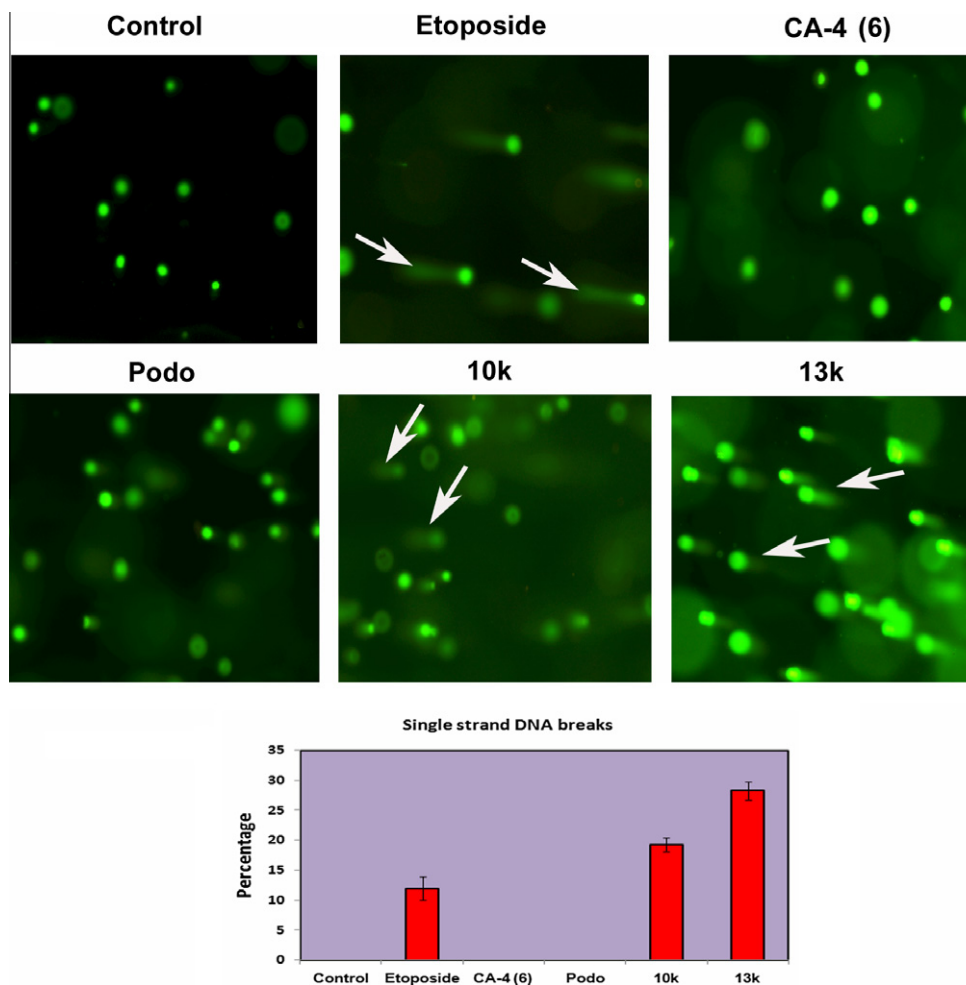 Control Etoposide CA-4 (6)
Podo 10k 13k
Single strand DNA breaks
Percentage
35
30
25
20
15
10
5
0
Control Etoposide CA-4 (6) Podo 10k 13k